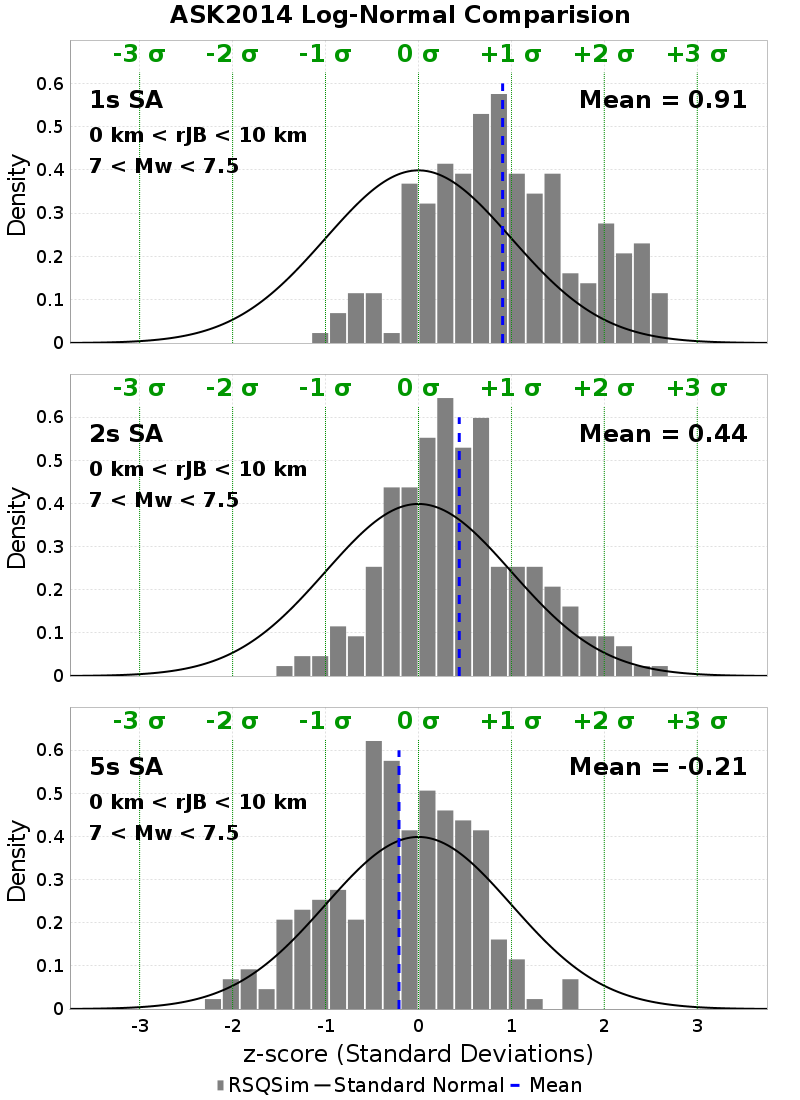 ASK2014 Log-Normal Comparision
-3 σ -2 σ -1 σ 0 σ +1 σ +2 σ +3 σ
1s SA
Mean = 0.91
0 km < rJB < 10 km
7 < Mw < 7.5
0.6
0.5
0.4
0.3
0.2
0.1
0
Density
-3 σ -2 σ -1 σ 0 σ +1 σ +2 σ +3 σ
2s SA
Mean = 0.44
0 km < rJB < 10 km
7 < Mw < 7.5
0.6
0.5
0.4
0.3
0.2
0.1
0
Density
-3 σ -2 σ -1 σ 0 σ +1 σ +2 σ +3 σ
5s SA
Mean = -0.21
0 km < rJB < 10 km
7 < Mw < 7.5
0.6
0.5
0.4
0.3
0.2
0.1
0
Density
-3 -2 -1 0 1 2 3
z-score (Standard Deviations)
RSQSim Standard Normal Mean